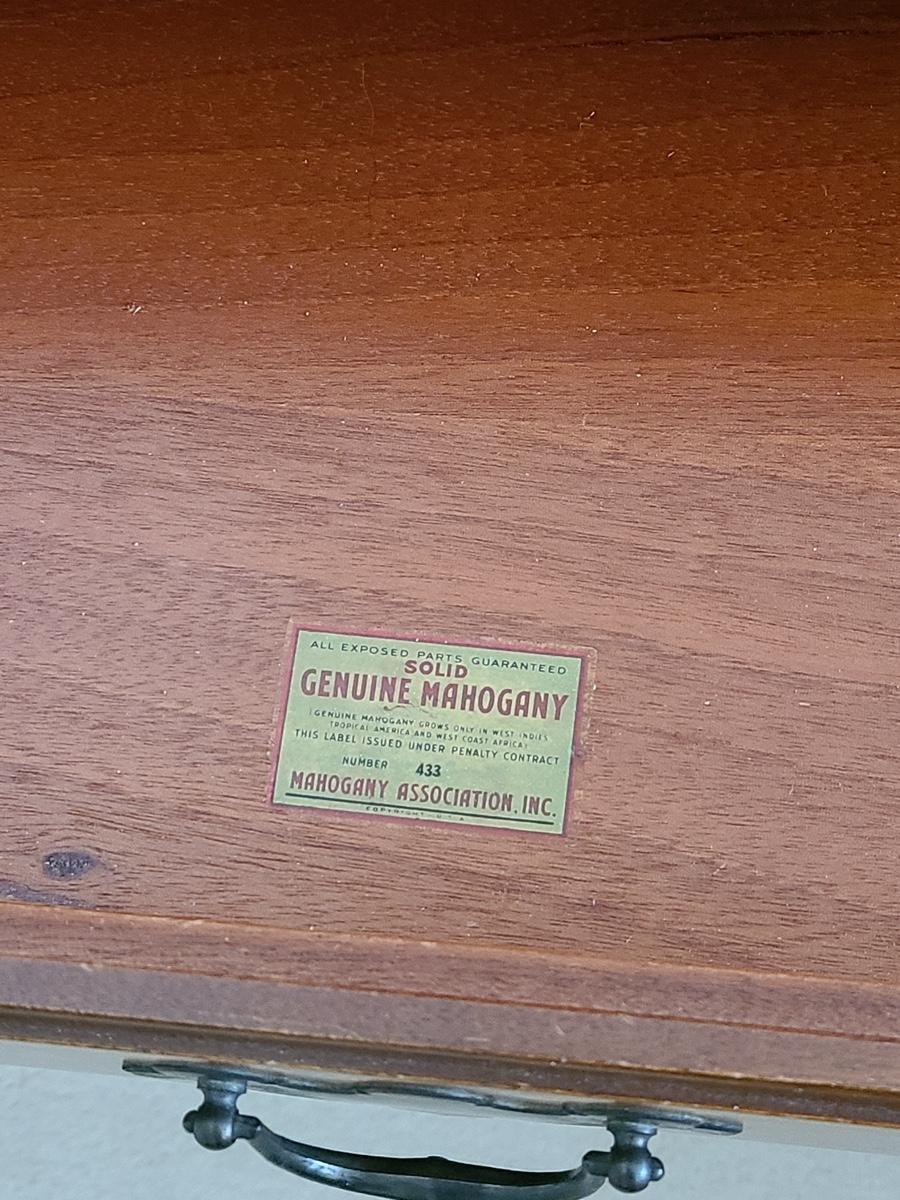 ALL EXPOSED PARTS GUARANTEED
SOLID
GENUINE MAHOGANY
(GENUINE MAHOGANY GROWS ONLY IN WEST INDIES
TROPICAL AMERICA AND WEST COAST AFRICA)
THIS LABEL ISSUED UNDER PENALTY CONTRACT
NUMBER 433
MAHOGANY ASSOCIATION, INC.
COPYRIGHT U.S.A.